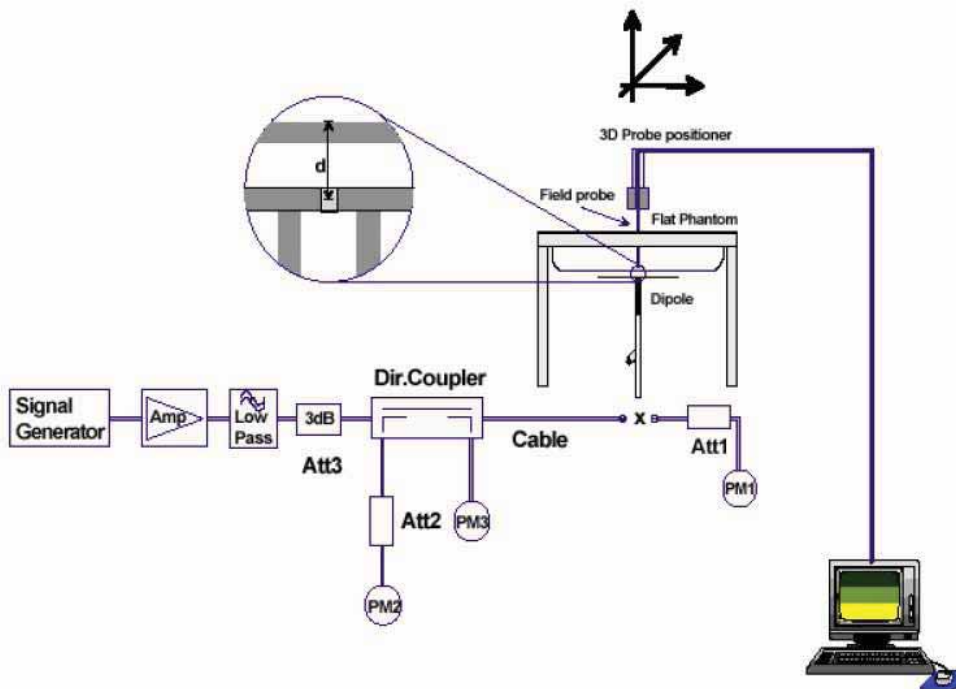 3D Probe positioner
d
Field probe
Flat Phantom
Dipole
Dir.Coupler
Signal
Generator
Amp
Low
Pass
3dB
Att3
Cable
x
Att1
PM1
Att2
PM3
PM2